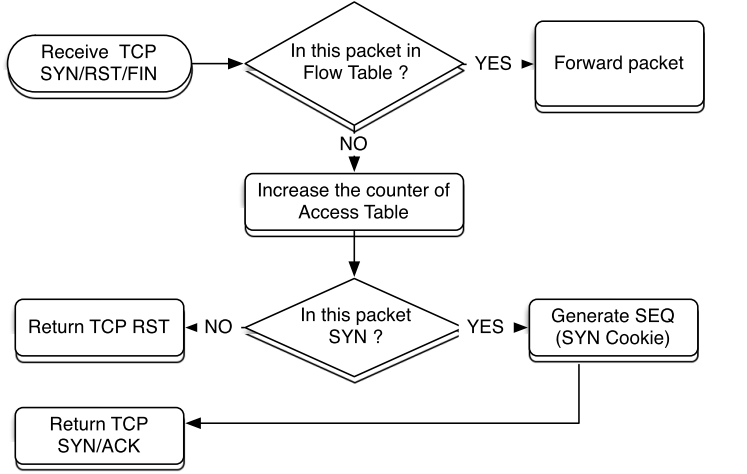 Receive TCP
SYN/RST/FIN
In this packet in
Flow Table ?
YES
Forward packet
NO
Increase the counter of
Access Table
In this packet
SYN ?
NO
Return TCP RST
YES
Generate SEQ
(SYN Cookie)
Return TCP
SYN/ACK